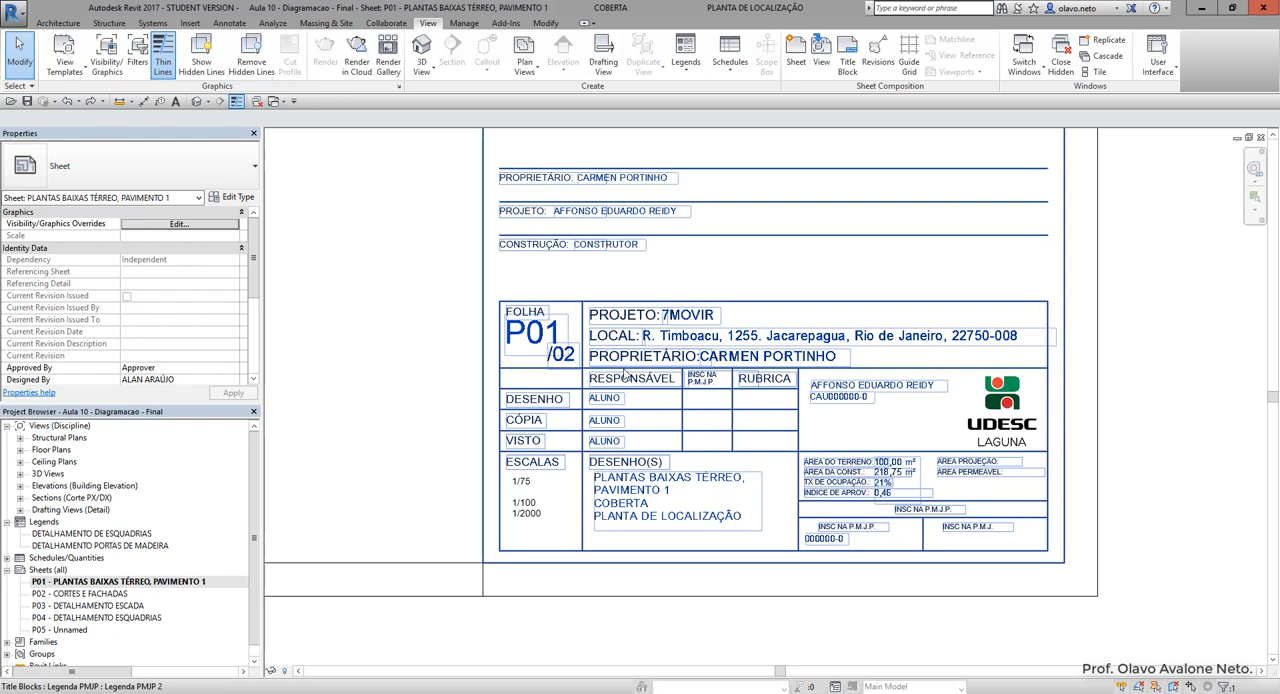 Autodesk Revit 2017 - STUDENT VERSION - Aula 10 - Diagramacao - Final - Sheet: P01 - PLANTAS BAIXAS TÉRREO, PAVIMENTO 1 COBERTA PLANTA DE LOCALIZAÇÃO
Type a keyword or phrase
olavo.neto
Architecture Structure Systems Insert Annotate Analyze Massing & Site Collaborate View Manage Add-Ins Modify
Modify
View Templates
Visibility/ Graphics
Filters
Thin Lines
Show Hidden Lines
Remove Hidden Lines
Cut Profile
Render
Render in Cloud
Render Gallery
3D View
Section
Callout
Plan Views
Elevation
Drafting View
Duplicate View
Legends
Schedules
Scope Box
Sheet
View
Title Block
Revisions
Guide Grid
Matchline
View Reference
Viewports
Switch Windows
Close Hidden
Replicate
Cascade
Tile
User Interface
Select Graphics Create Sheet Composition Windows
Properties
Sheet
Sheet: PLANTAS BAIXAS TÉRREO, PAVIMENTO 1 Edit Type
Graphics
Visibility/Graphics Overrides Edit...
Scale
Identity Data
Dependency Independent
Referencing Sheet
Referencing Detail
Current Revision Issued
Current Revision Issued By
Current Revision Issued To
Current Revision Date
Current Revision Description
Current Revision
Approved By Approver
Designed By ALAN ARAÚJO
Properties help Apply
Project Browser - Aula 10 - Diagramacao - Final
Views (Discipline)
Structural Plans
Floor Plans
Ceiling Plans
3D Views
Elevations (Building Elevation)
Sections (Corte PX/DX)
Drafting Views (Detail)
Legends
DETALHAMENTO DE ESQUADRIAS
DETALHAMENTO PORTAS DE MADEIRA
Schedules/Quantities
Sheets (all)
P01 - PLANTAS BAIXAS TÉRREO, PAVIMENTO 1
P02 - CORTES E FACHADAS
P03 - DETALHAMENTO ESCADA
P04 - DETALHAMENTO ESQUADRIAS
P05 - Unnamed
Families
Groups
Revit Links
PROPRIETÁRIO: CARMEN PORTINHO
PROJETO: AFFONSO EDUARDO REIDY
CONSTRUÇÃO: CONSTRUTOR
FOLHA
P01
/02
PROJETO: 7MOVIR
LOCAL: R. Timboacu, 1255. Jacarepagua, Rio de Janeiro, 22750-008
PROPRIETÁRIO: CARMEN PORTINHO
RESPONSÁVEL
INSC NA P.M.J.P.
RUBRICA
DESENHO ALUNO
CÓPIA ALUNO
VISTO ALUNO
AFFONSO EDUARDO REIDY
CAU000000-0
UDESC
LAGUNA
ESCALAS
1/75
1/100
1/2000
DESENHO(S)
PLANTAS BAIXAS TÉRREO,
PAVIMENTO 1
COBERTA
PLANTA DE LOCALIZAÇÃO
ÁREA DO TERRENO: 100,00 m²
ÁREA DA CONST.: 218,75 m²
TX DE OCUPAÇÃO.: 21%
ÍNDICE DE APROV.: 0,46
ÁREA PROJEÇÃO:
ÁREA PERMEÁVEL:
INSC NA P.M.J.P.
INSC NA P.M.J.P.
000000-0
INSC NA P.M.J.
Prof. Olavo Avalone Neto.
Title Blocks : Legenda PMJP : Legenda PMJP 2
:0
Main Model
:1